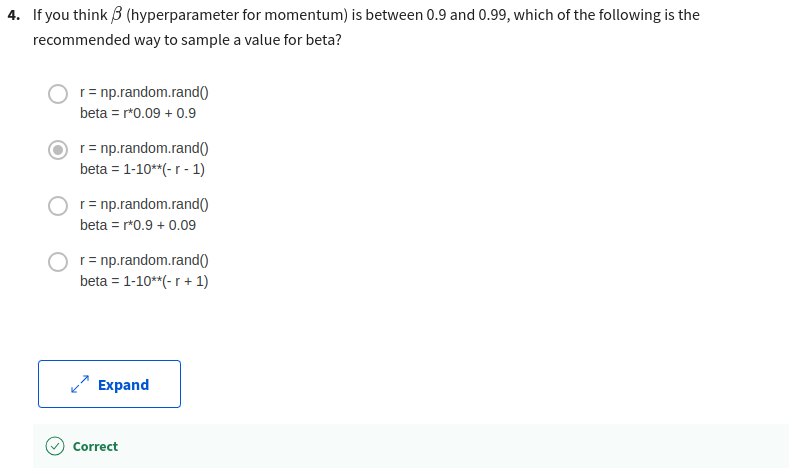 4. If you think β (hyperparameter for momentum) is between 0.9 and 0.99, which of the following is the
recommended way to sample a value for beta?
r = np.random.rand()
beta = r*0.09 + 0.9
r = np.random.rand()
beta = 1-10**(- r - 1)
r = np.random.rand()
beta = r*0.9 + 0.09
r = np.random.rand()
beta = 1-10**(- r + 1)
Expand
Correct